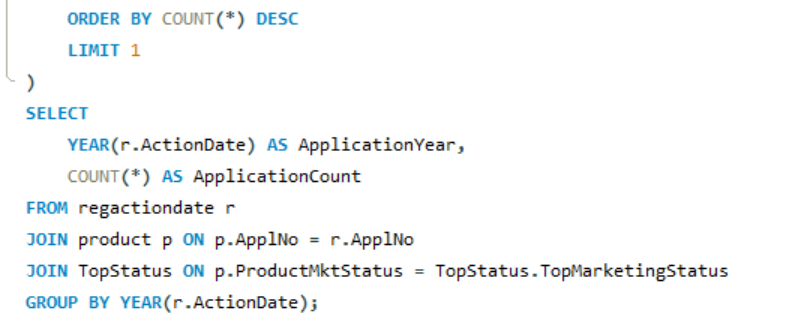 ORDER BY COUNT(*) DESC
LIMIT 1
)
SELECT
YEAR(r.ActionDate) AS ApplicationYear,
COUNT(*) AS ApplicationCount
FROM regactiondate r
JOIN product p ON p.ApplNo = r.ApplNo
JOIN TopStatus ON p.ProductMktStatus = TopStatus.TopMarketingStatus
GROUP BY YEAR(r.ActionDate);